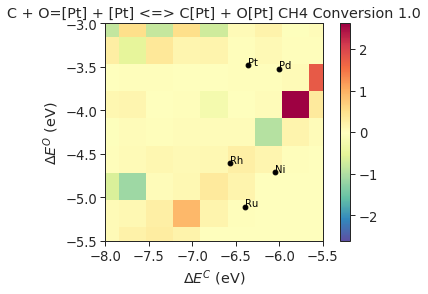 C + O=[Pt] + [Pt] <=> C[Pt] + O[Pt] CH4 Conversion 1.0
−3.0
−3.5
−4.0
−4.5
−5.0
−5.5
ΔE^O (eV)
Pt
Pd
Rh
Ni
Ru
−8.0 −7.5 −7.0 −6.5 −6.0 −5.5
ΔE^C (eV)
2
1
0
−1
−2